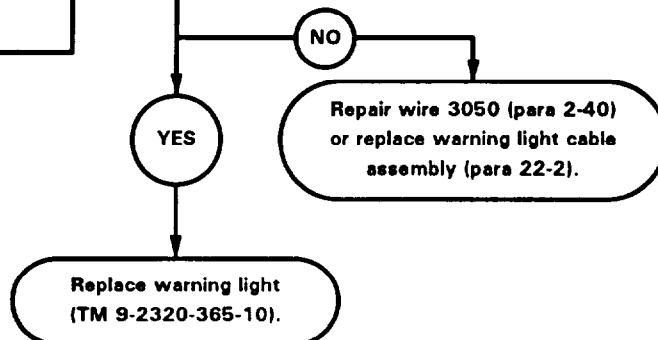 NO
Repair wire 3050 (para 2-40)
or replace warning light cable
assembly (para 22-2).
YES
Replace warning light
(TM 9-2320-365-10).